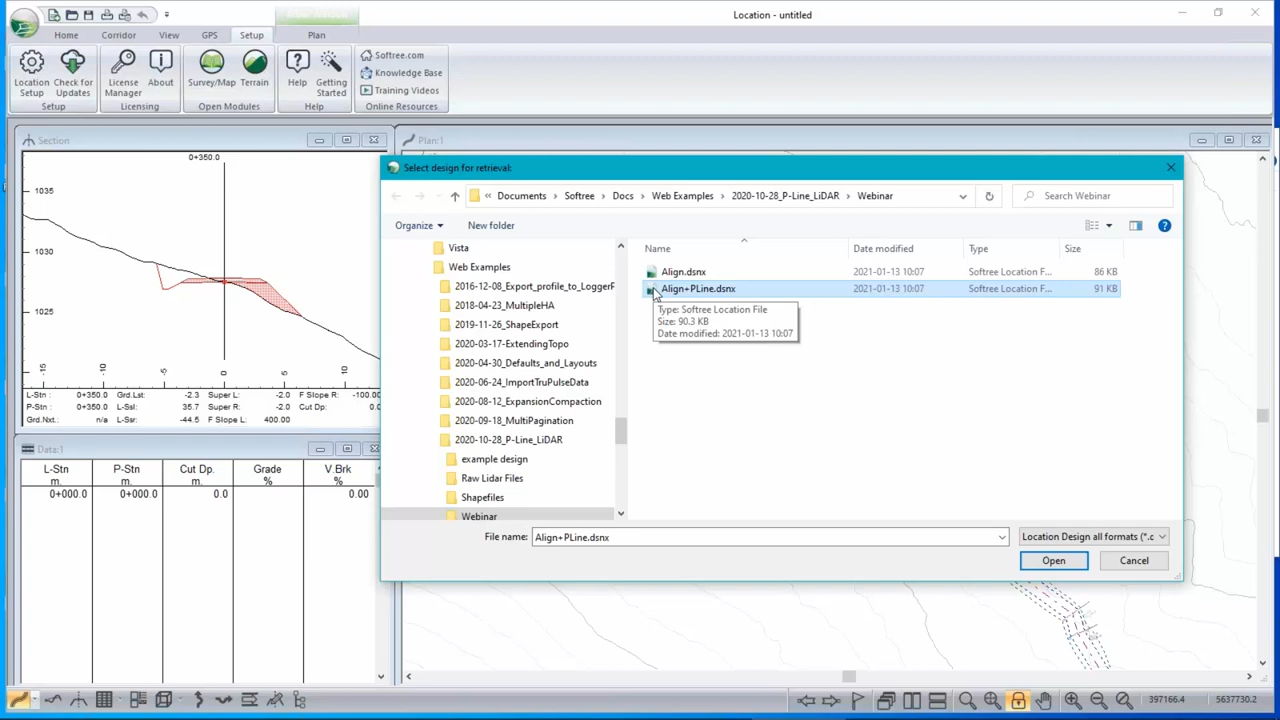 Location - untitled
Home Corridor View GPS Setup Plan
Location Setup
Check for Updates
Setup
License Manager
About
Licensing
Survey/Map
Terrain
Open Modules
Help
Getting Started
Help
Softree.com
Knowledge Base
Training Videos
Online Resources
Section
0+350.0
1035
1030
1025
-15 -10 -5 0 5 10
L-Stn : 0+350.0 Grd.Lst: -2.3 Super L: -2.0 F Slope R: -100.00
P-Stn : 0+350.0 L-Ssl: 35.7 Super R: -2.0 Cut Dp: 0.0
Grd.Nxt.: n/a L-Ssr: -44.5 F Slope L: 400.00
Data:1
L-Stn m. P-Stn m. Cut Dp. m. Grade % V.Brk %
0+000.0 0+000.0 0.0 0.00
Plan:1
Select design for retrieval:
« Documents > Softree > Docs > Web Examples > 2020-10-28_P-Line_LiDAR > Webinar
Search Webinar
Organize New folder
Vista
Web Examples
2016-12-08_Export_profile_to_LoggerP
2018-04-23_MultipleHA
2019-11-26_ShapeExport
2020-03-17-ExtendingTopo
2020-04-30_Defaults_and_Layouts
2020-06-24_ImportTruPulseData
2020-08-12_ExpansionCompaction
2020-09-18_MultiPagination
2020-10-28_P-Line_LiDAR
example design
Raw Lidar Files
Shapefiles
Webinar
Name Date modified Type Size
Align.dsnx 2021-01-13 10:07 Softree Location F... 86 KB
Align+PLine.dsnx 2021-01-13 10:07 Softree Location F... 91 KB
Type: Softree Location File
Size: 90.3 KB
Date modified: 2021-01-13 10:07
File name: Align+PLine.dsnx Location Design all formats (*.c
Open Cancel
397166.4 5637730.2